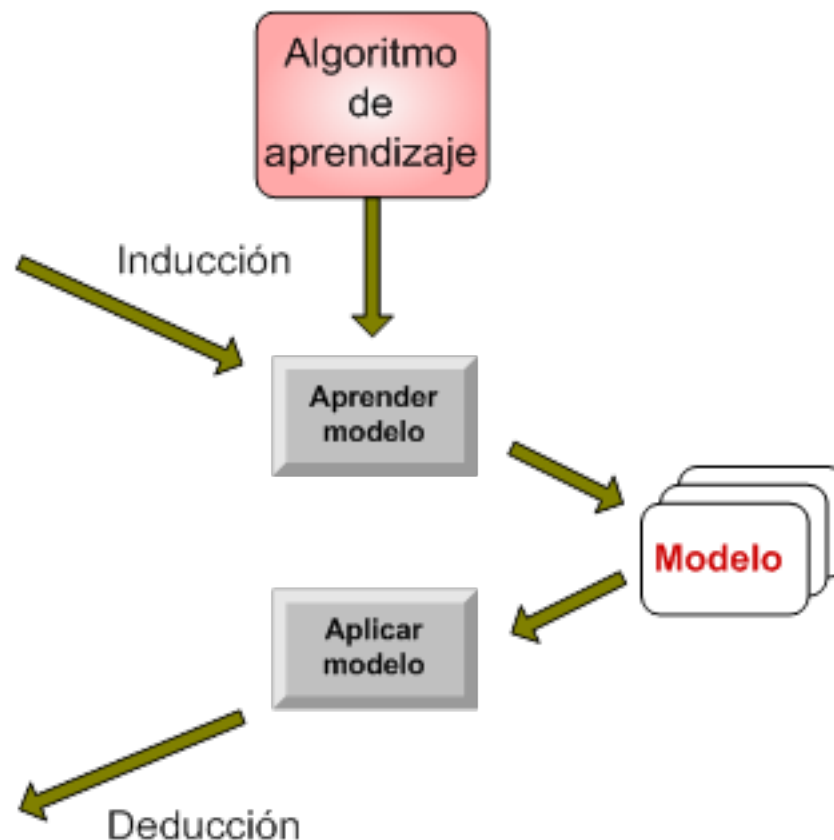 Algoritmo
de
aprendizaje
Inducción
Aprender
modelo
Modelo
Aplicar
modelo
Deducción